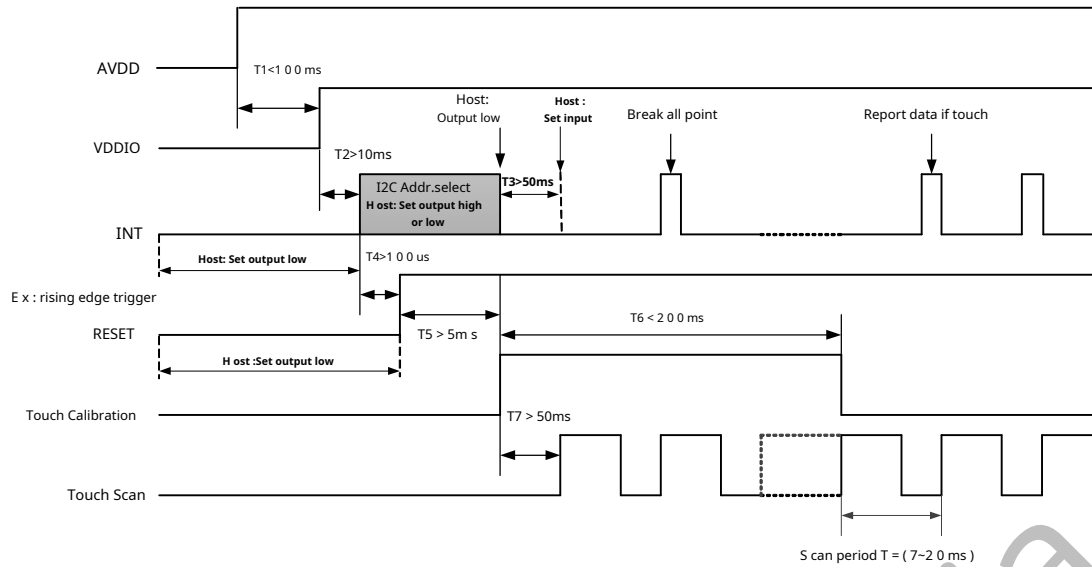 AVDD
T1<1 0 0 ms
Host:
Output low
Host :
Set input
Break all point
Report data if touch
VDDIO
T2>10ms
I2C Addr.select
H ost: Set output high
or low
T3>50ms
INT
Host: Set output low
T4>1 0 0 us
E x : rising edge trigger
RESET
T5 > 5m s
T6 < 2 0 0 ms
H ost :Set output low
Touch Calibration
T7 > 50ms
Touch Scan
S can period T = ( 7~2 0 ms )